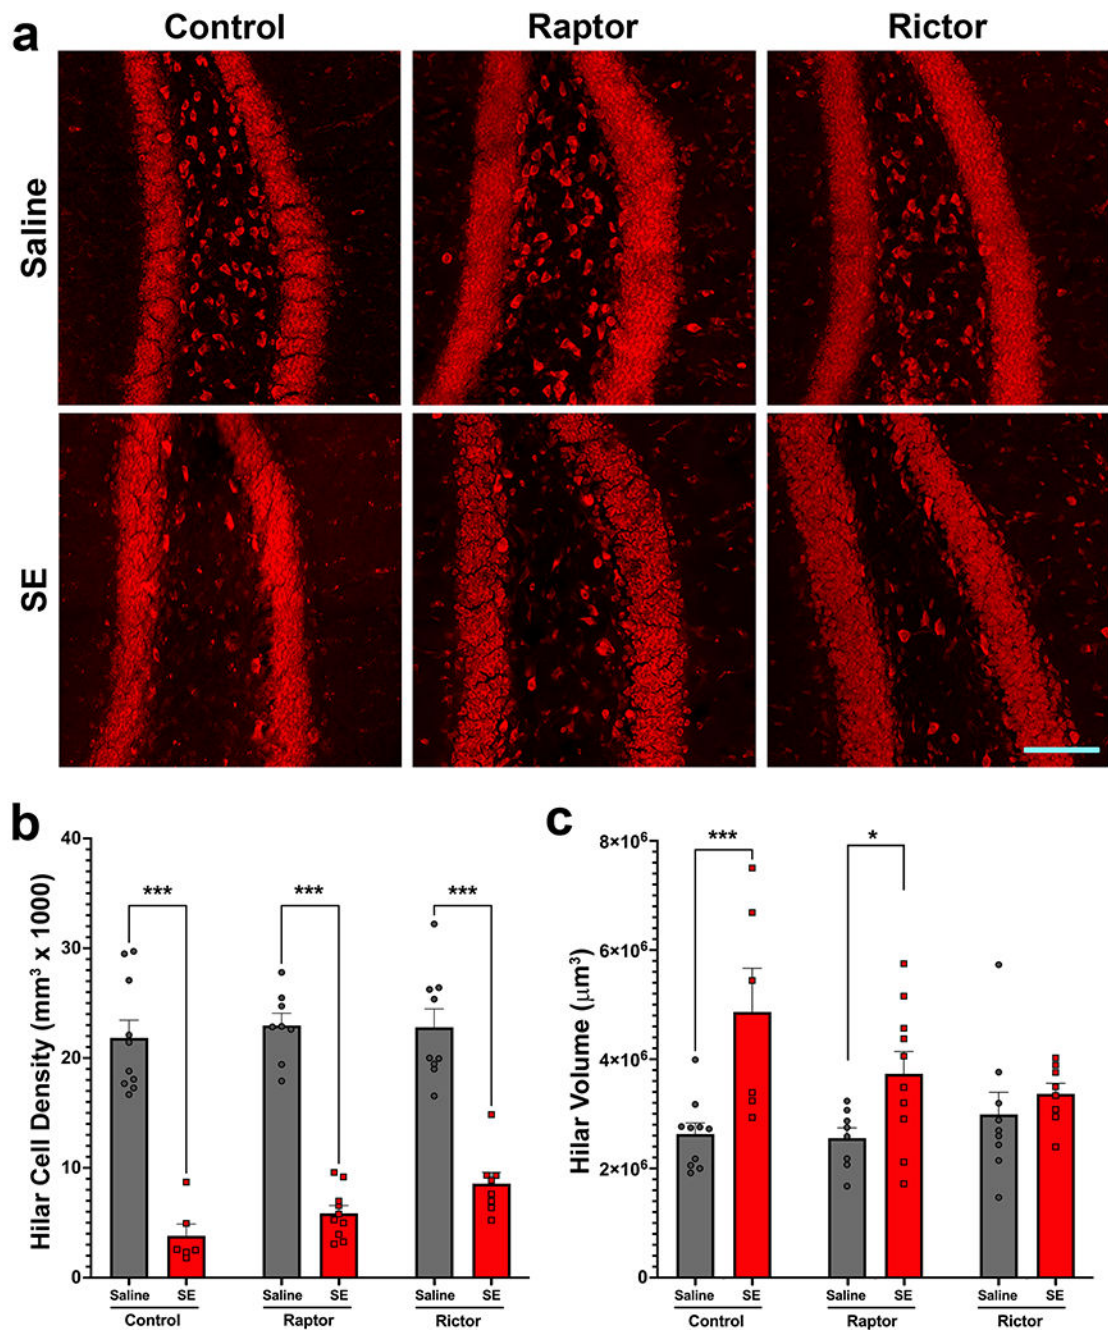 a
Control Raptor Rictor
Saline
SE
b
Hilar Cell Density (mm³ x 1000)
40
30
20
10
0
*** *** ***
Saline SE Saline SE Saline SE
Control Raptor Rictor
c
Hilar Volume (μm³)
8×10⁶
6×10⁶
4×10⁶
2×10⁶
0
*** *
Saline SE Saline SE Saline SE
Control Raptor Rictor